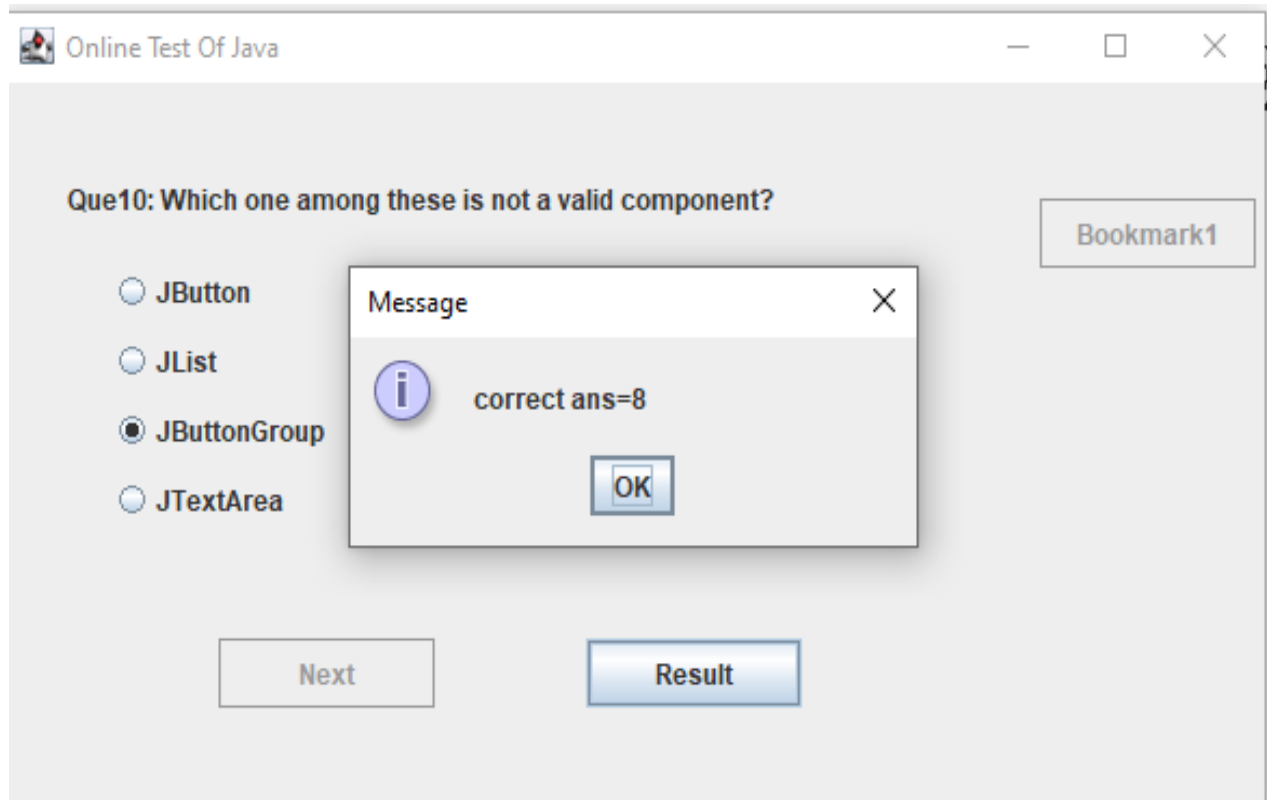 Online Test Of Java
Que10: Which one among these is not a valid component?
Bookmark1
JButton
JList
JButtonGroup
JTextArea
Message
correct ans=8
OK
Next
Result